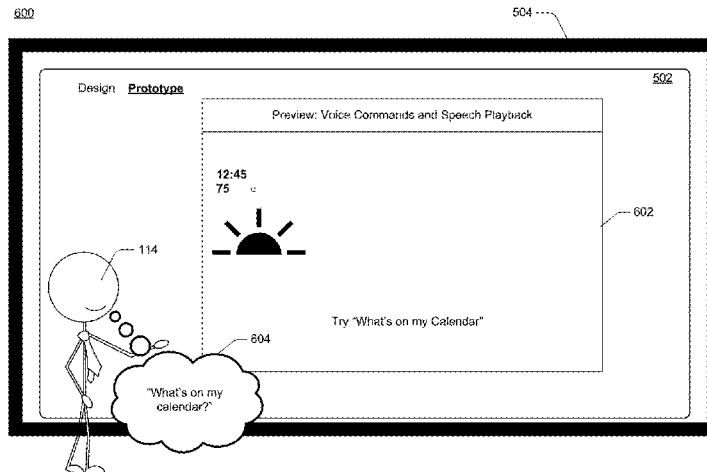 600
504
502
Design Prototype
Preview: Voice Commands and Speech Playback
12:45
75 °
602
114
Try "What's on my Calendar"
604
"What's on my
calendar?"